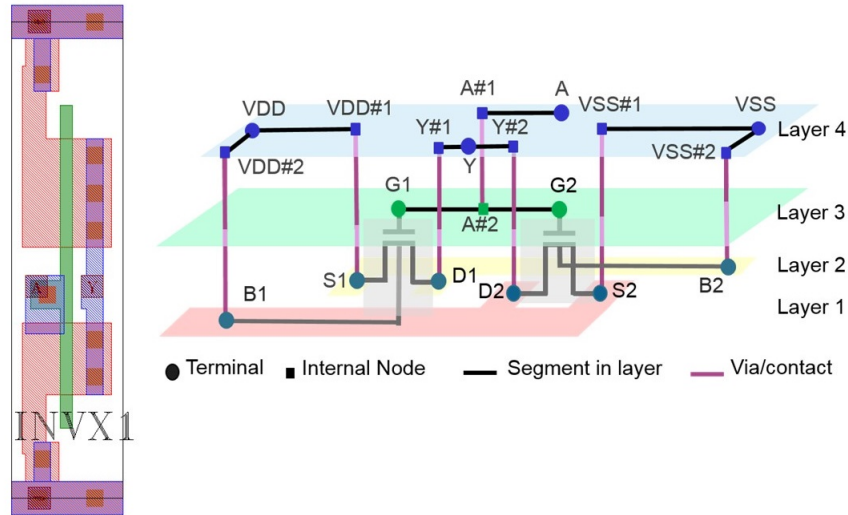 A#1
A
VDD
VDD#1
VSS#1
VSS
Y#1
Y#2
Layer 4
VDD#2
Y
VSS#2
G1
G2
A#2
Layer 3
Layer 2
S1
D1
D2
S2
B2
B1
Layer 1
A
Y
Terminal
Internal Node
Segment in layer
Via/contact
INVX1